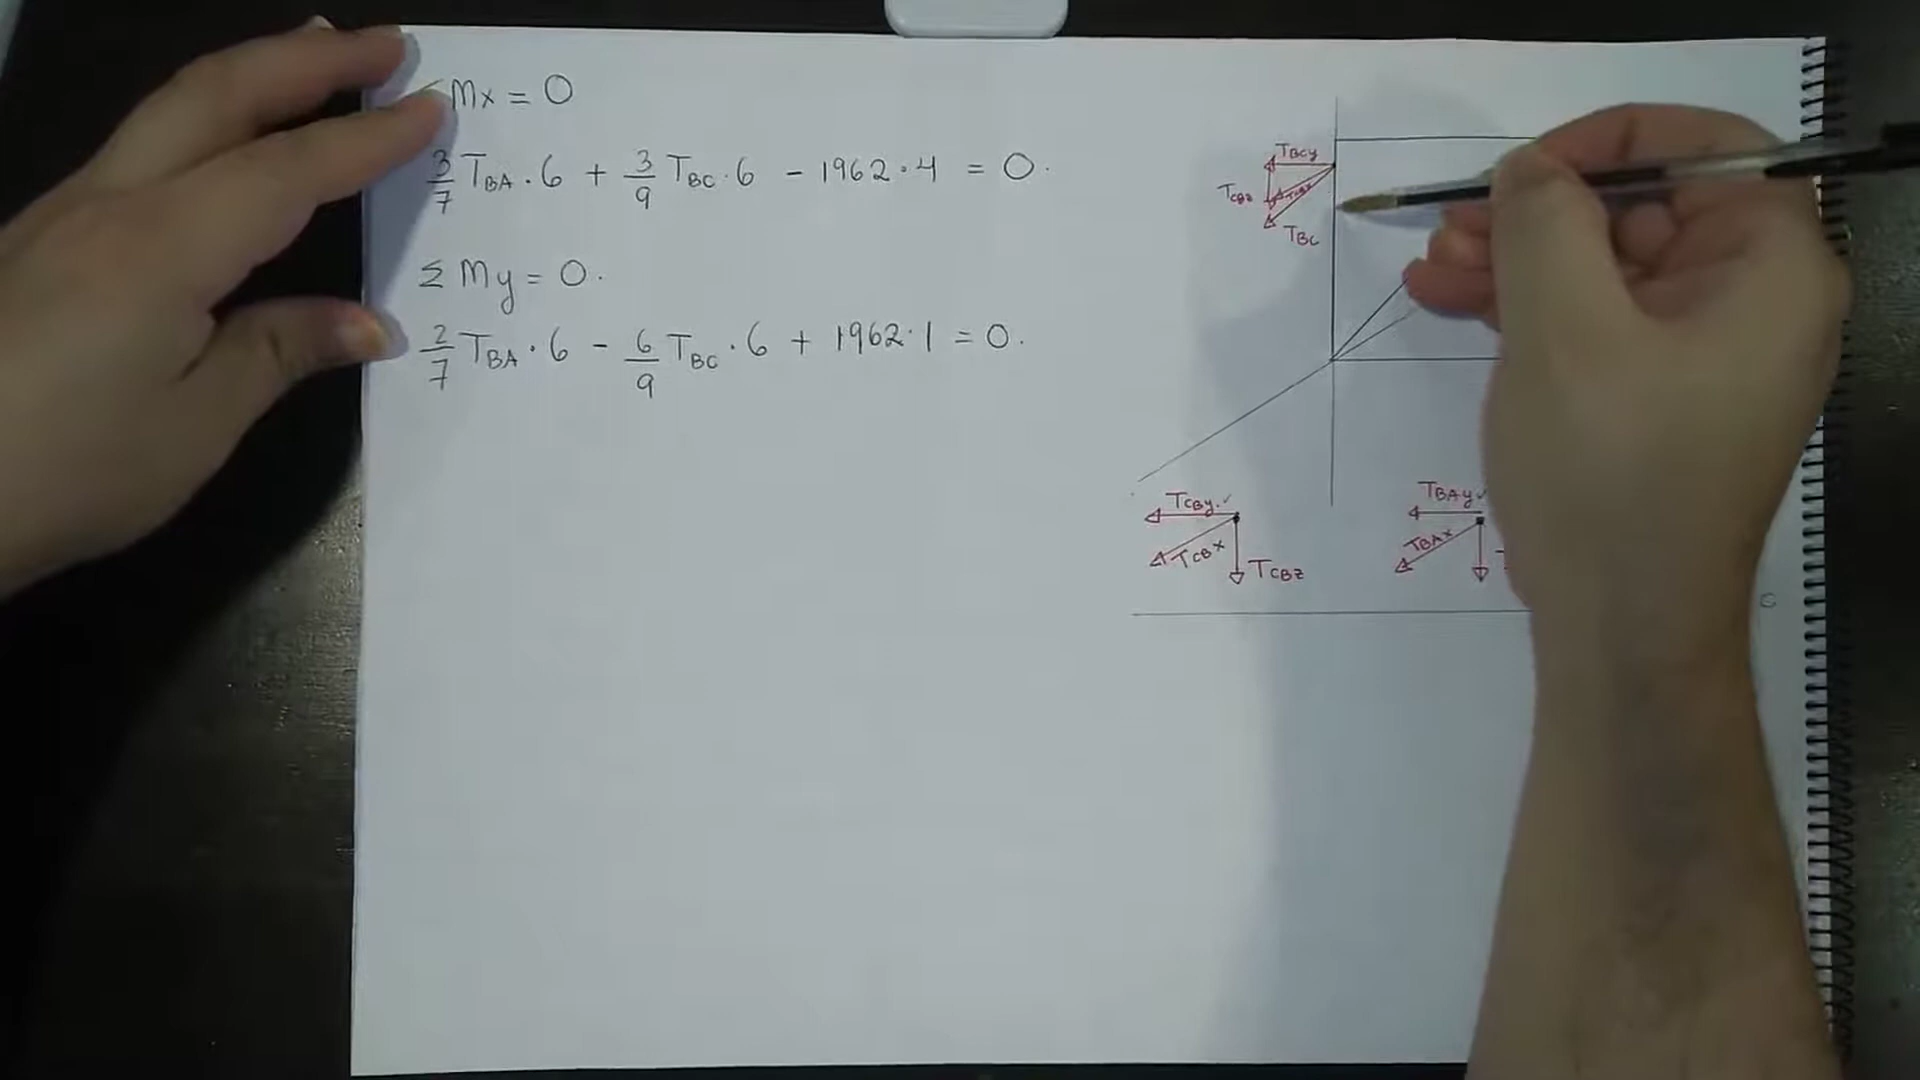 Mx = 0
3/7 TBA · 6 + 3/9 TBC · 6 - 1962 · 4 = 0.
Σ My = 0.
2/7 TBA · 6 - 6/9 TBC · 6 + 1962 · 1 = 0.
TBCy
TCBz
TBC
TCBy. ✓
TCBx
TCBz
TBAy ✓
TBAx